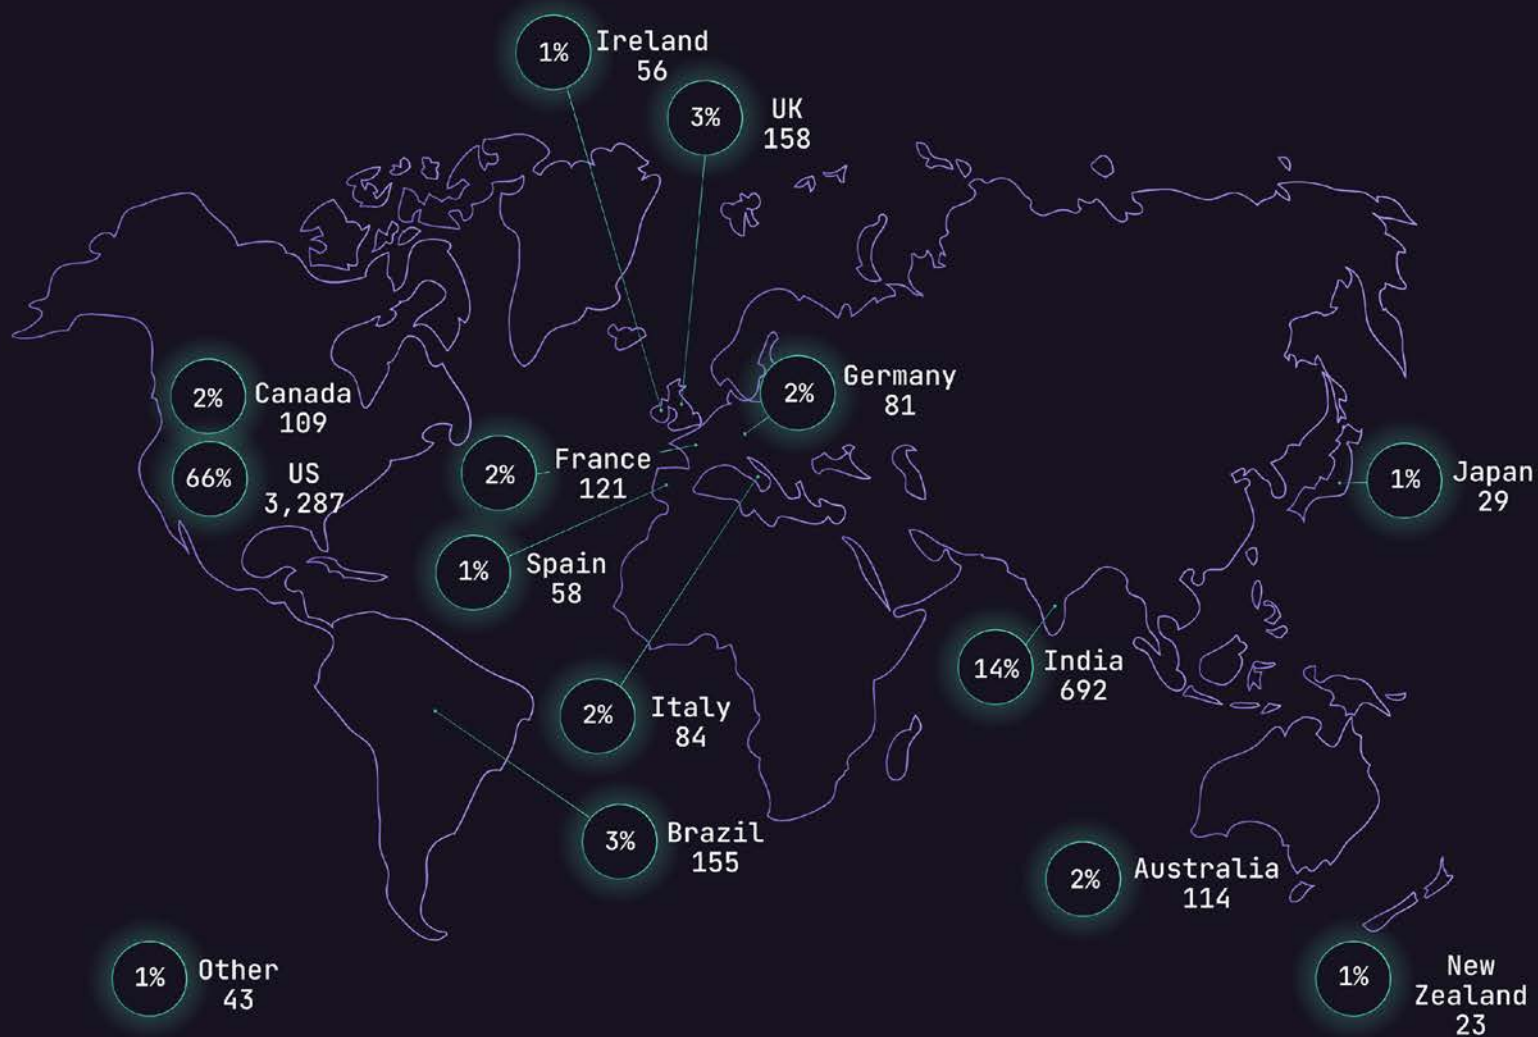 1%
Ireland
56
3%
UK
158
2%
Canada
109
66%
US
3,287
2%
France
121
2%
Germany
81
1%
Spain
58
1%
Japan
29
2%
Italy
84
14%
India
692
3%
Brazil
155
2%
Australia
114
1%
Other
43
1%
New
Zealand
23